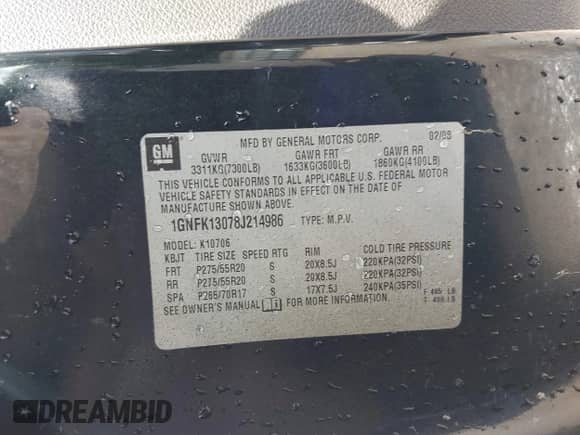 GM
MFD BY GENERAL MOTORS CORP. 02/08
GVWR GAWR FRT GAWR RR
3311KG(7300LB) 1633KG(3600LB) 1860KG(4100LB)
THIS VEHICLE CONFORMS TO ALL APPLICABLE U.S. FEDERAL MOTOR
VEHICLE SAFETY STANDARDS IN EFFECT ON THE DATE OF
MANUFACTURE SHOWN ABOVE.
1GNFK13078J214986 TYPE: M.P.V.
MODEL: K10706
KBJT TIRE SIZE SPEED RTG RIM COLD TIRE PRESSURE
FRT P275/55R20 S 20X8.5J 220KPA(32PSI)
RR P275/55R20 S 20X8.5J 220KPA(32PSI)
SPA P265/70R17 S 17X7.5J 240KPA(35PSI)
SEE OWNER'S MANUAL FOR MORE INFORMATION.
DREAMBID